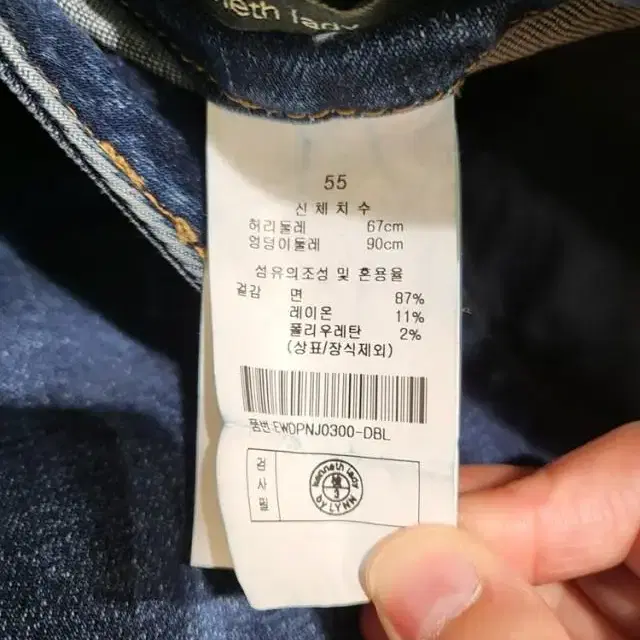 neth lady
55
신체치수
허리둘레 67cm
엉덩이둘레 90cm
섬유의조성 및 혼용율
겉감 면 87%
레이온 11%
폴리우레탄 2%
(상표/장식제외)
품번 EWDPNJ0300-DBL
검사필
kenneth lady